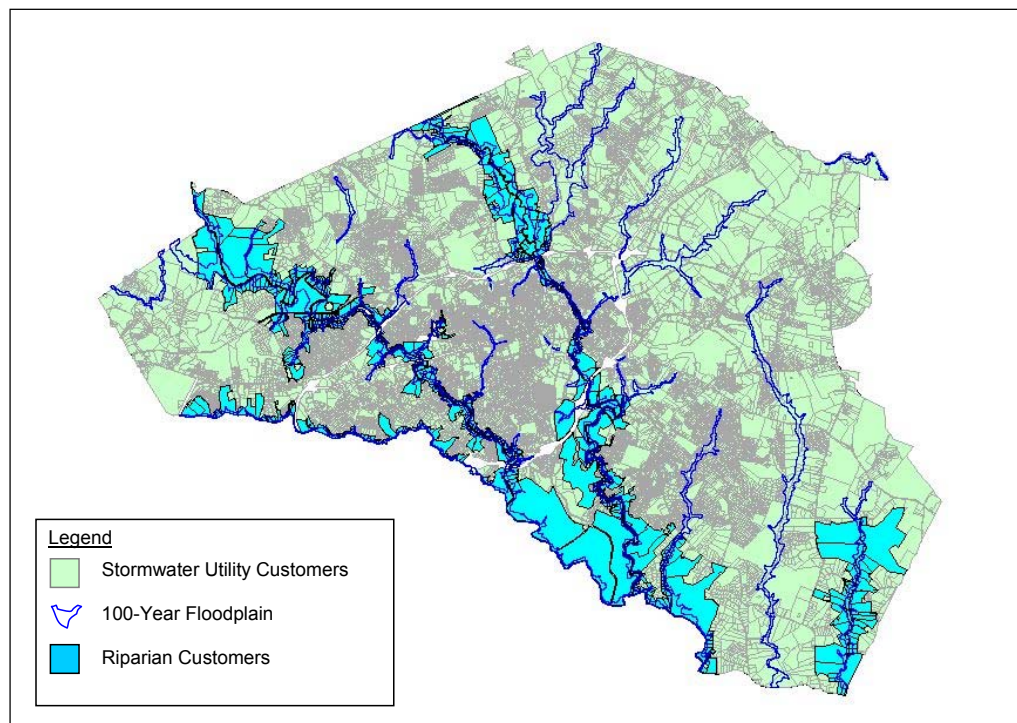 Legend
Stormwater Utility Customers
100-Year Floodplain
Riparian Customers